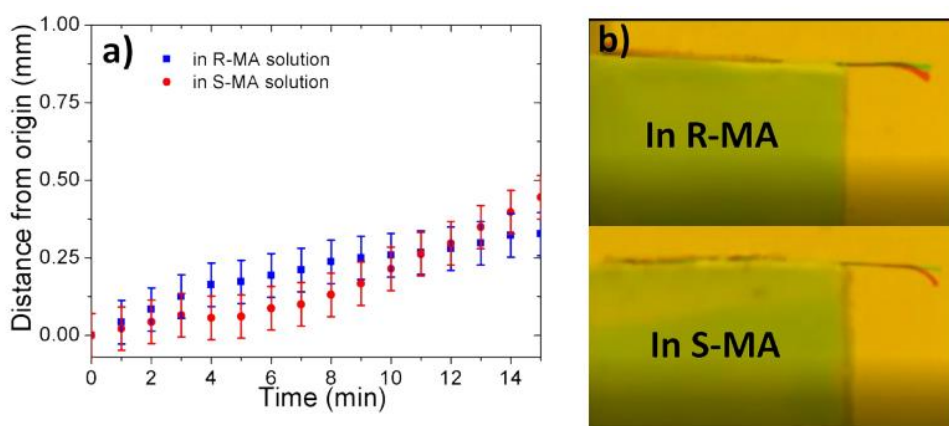 a)
in R-MA solution
in S-MA solution
Distance from origin (mm)
1.00
0.75
0.50
0.25
0.00
0 2 4 6 8 10 12 14
Time (min)
b)
In R-MA
In S-MA